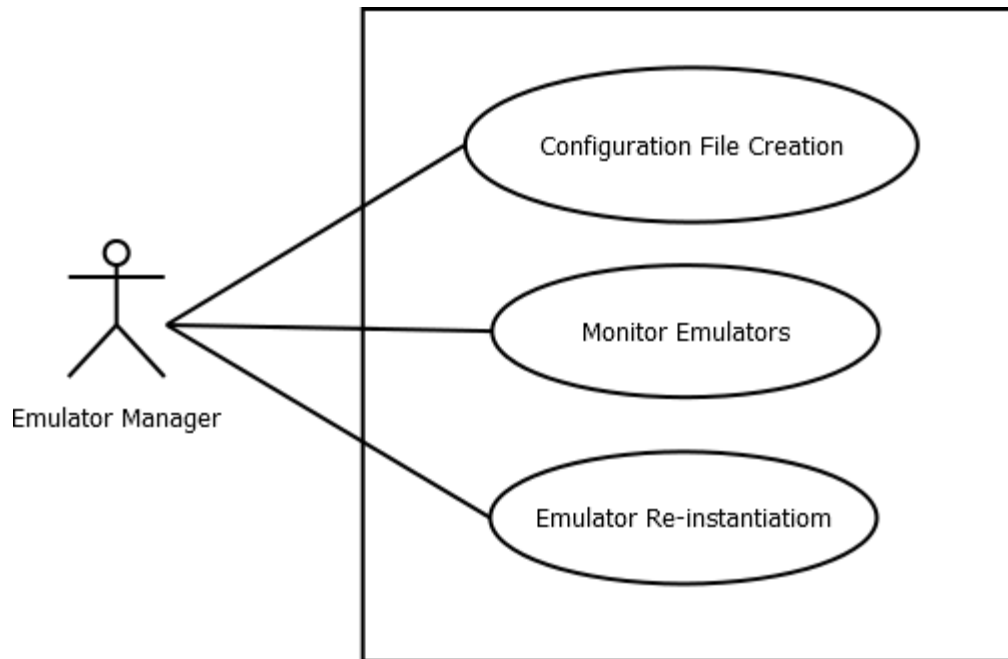 Configuration File Creation
Monitor Emulators
Emulator Manager
Emulator Re-instantiatiom